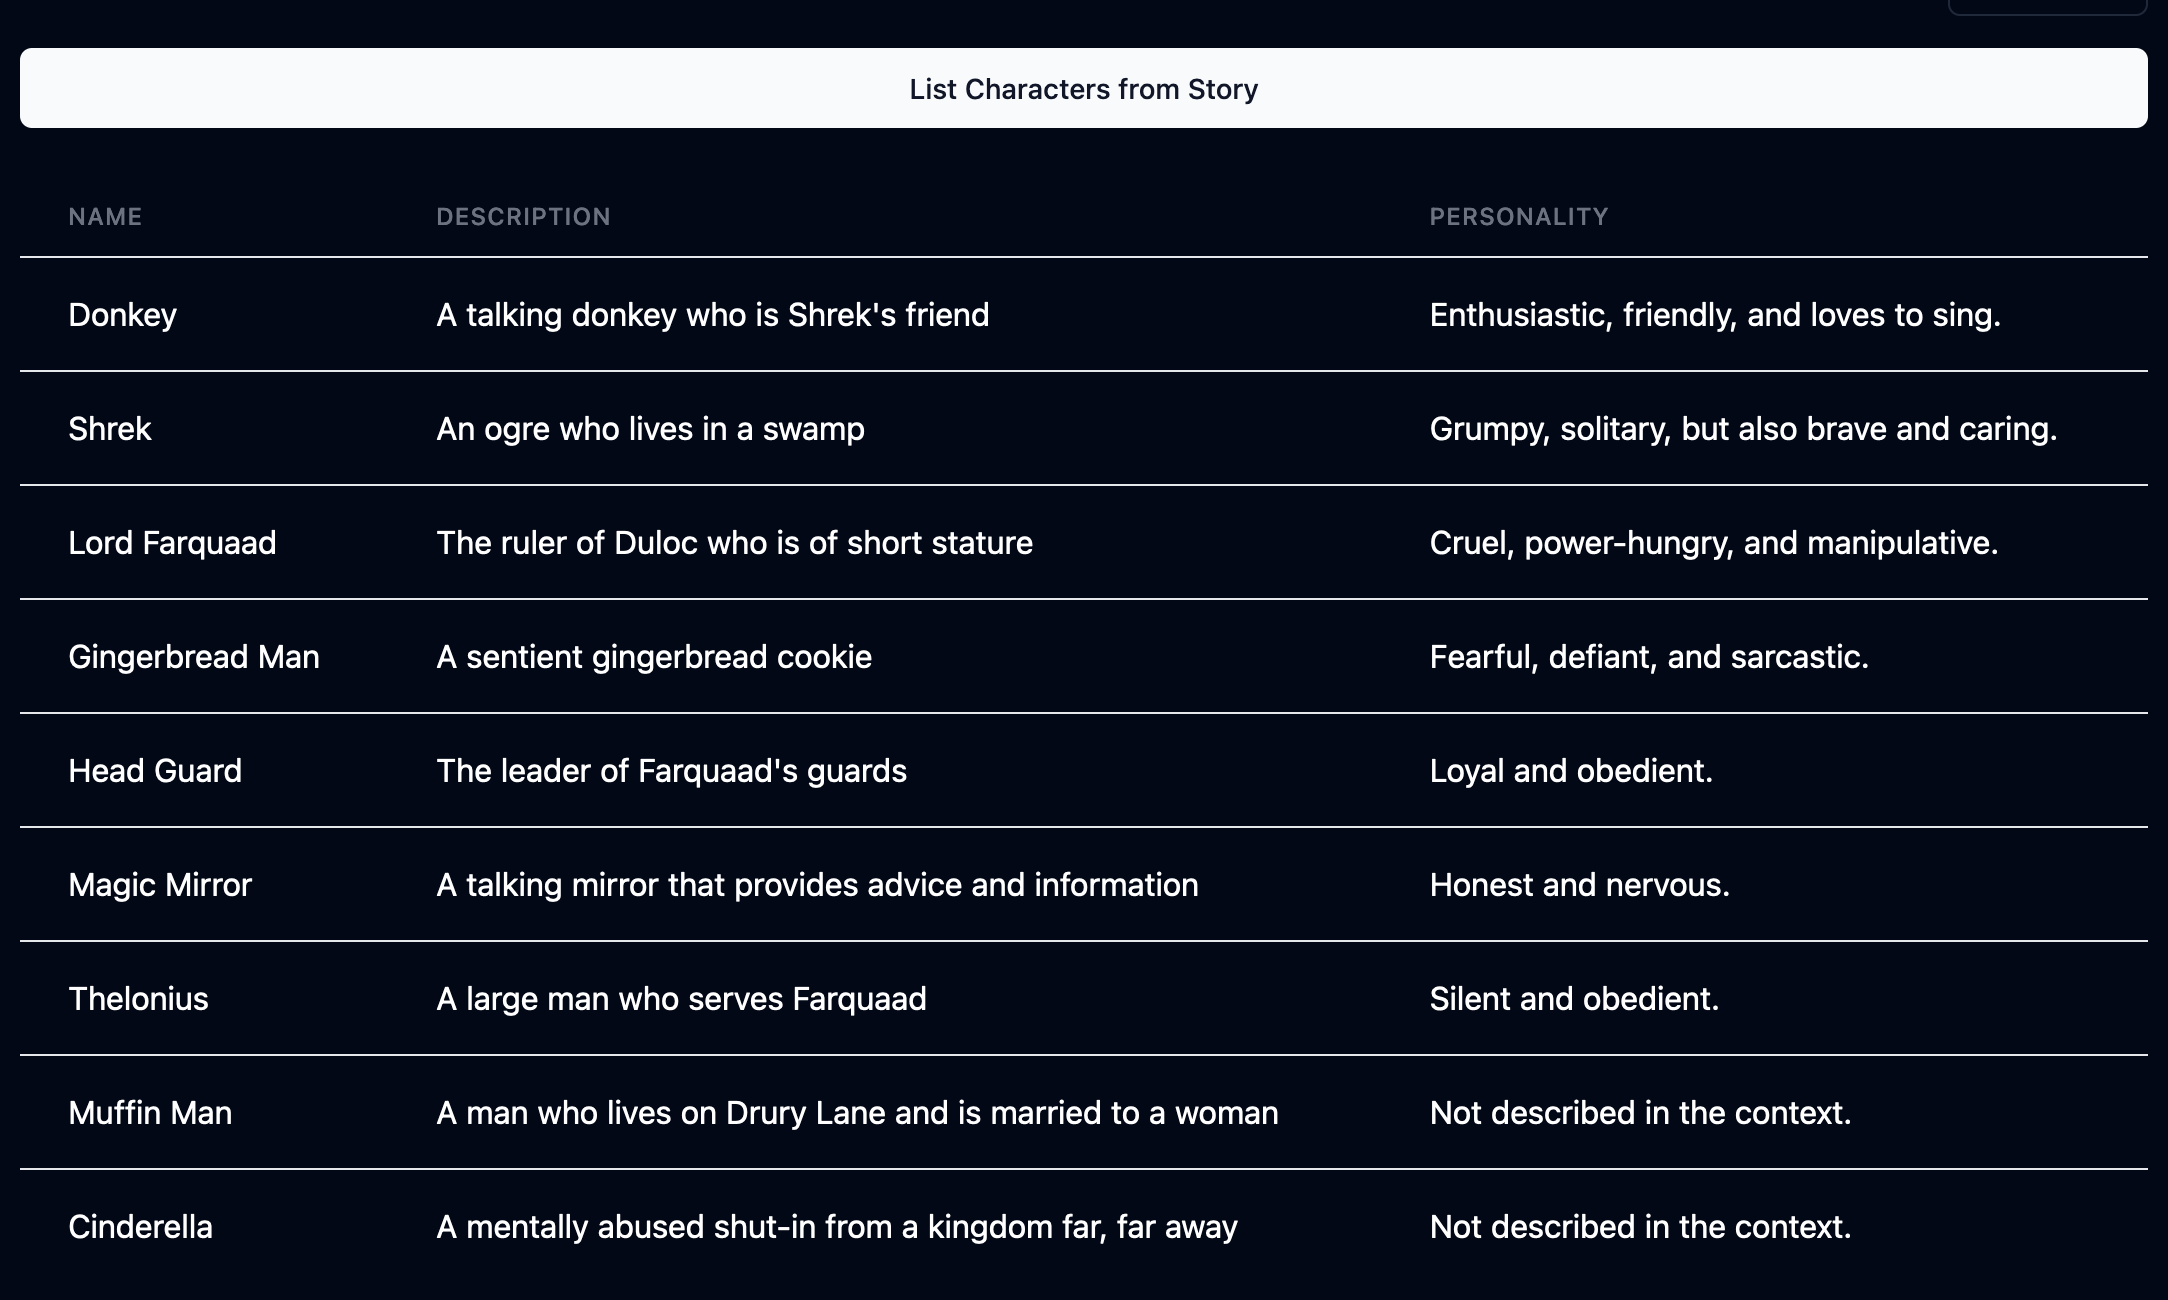 List Characters from Story
NAME DESCRIPTION PERSONALITY
Donkey A talking donkey who is Shrek's friend Enthusiastic, friendly, and loves to sing.
Shrek An ogre who lives in a swamp Grumpy, solitary, but also brave and caring.
Lord Farquaad The ruler of Duloc who is of short stature Cruel, power-hungry, and manipulative.
Gingerbread Man A sentient gingerbread cookie Fearful, defiant, and sarcastic.
Head Guard The leader of Farquaad's guards Loyal and obedient.
Magic Mirror A talking mirror that provides advice and information Honest and nervous.
Thelonius A large man who serves Farquaad Silent and obedient.
Muffin Man A man who lives on Drury Lane and is married to a woman Not described in the context.
Cinderella A mentally abused shut-in from a kingdom far, far away Not described in the context.